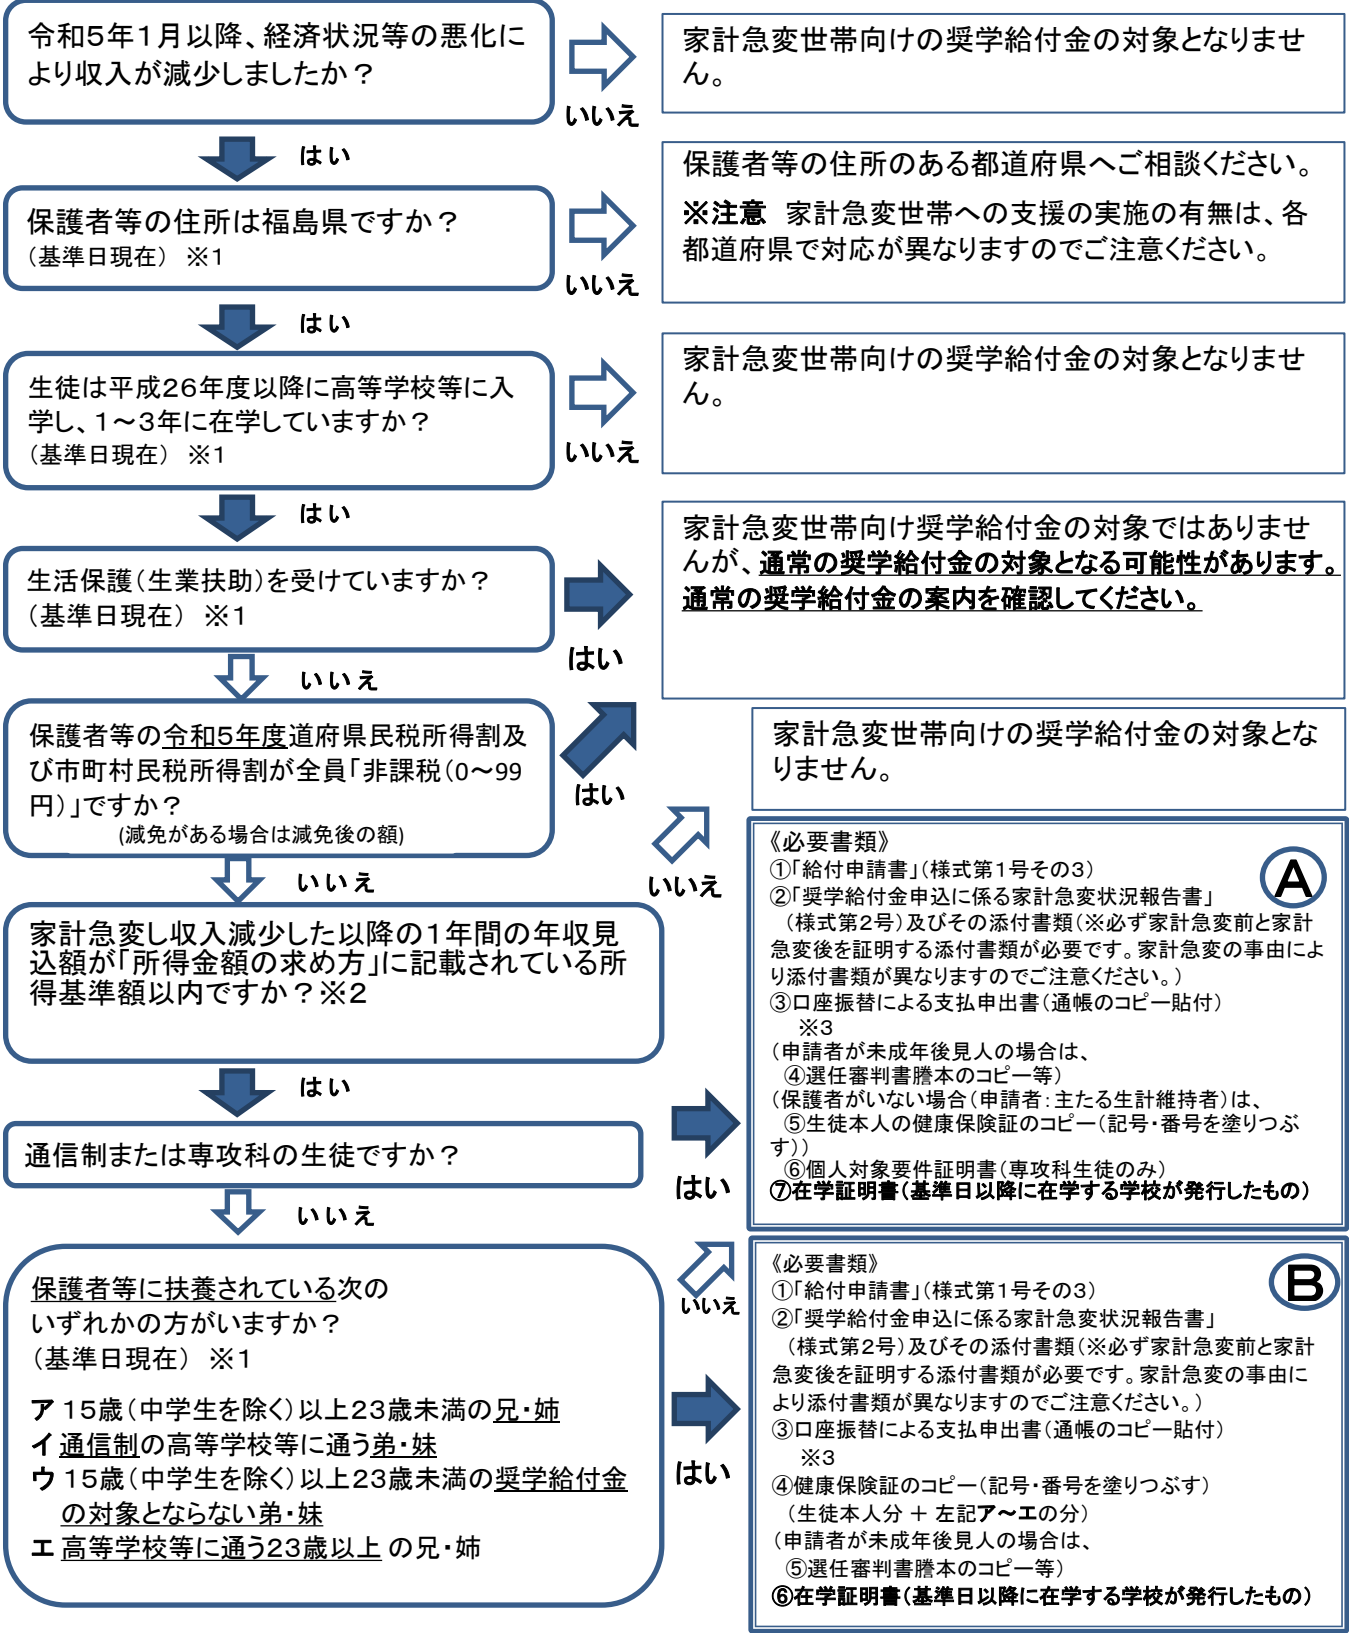 令和5年1月以降、経済状況等の悪化に
より収入が減少しましたか？
いいえ
家計急変世帯向けの奨学給付金の対象となりませ
ん。
はい
保護者等の住所は福島県ですか？
（基準日現在） ※1
いいえ
保護者等の住所のある都道府県へご相談ください。
※注意 家計急変世帯への支援の実施の有無は、各
都道府県で対応が異なりますのでご注意ください。
はい
生徒は平成26年度以降に高等学校等に入
学し、1～3年に在学していますか？
（基準日現在） ※1
いいえ
家計急変世帯向けの奨学給付金の対象となりませ
ん。
はい
生活保護（生業扶助）を受けていますか？
（基準日現在） ※1
はい
家計急変世帯向け奨学給付金の対象ではありませ
んが、通常の奨学給付金の対象となる可能性があります。
通常の奨学給付金の案内を確認してください。
いいえ
保護者等の令和5年度道府県民税所得割及
び市町村民税所得割が全員「非課税（0～99
円）」ですか？
(減免がある場合は減免後の額)
はい
いいえ
家計急変し収入減少した以降の1年間の年収見
込額が「所得金額の求め方」に記載されている所
得基準額以内ですか？※2
いいえ
家計急変世帯向けの奨学給付金の対象とな
りません。
はい
通信制または専攻科の生徒ですか？
はい
A
《必要書類》
①「給付申請書」（様式第1号その3）
②「奨学給付金申込に係る家計急変状況報告書」
（様式第2号）及びその添付書類（※必ず家計急変前と家計
急変後を証明する添付書類が必要です。家計急変の事由によ
り添付書類が異なりますのでご注意ください。）
③口座振替による支払申出書（通帳のコピー貼付）
※3
（申請者が未成年後見人の場合は、
④選任審判書謄本のコピー等）
（保護者がいない場合（申請者：主たる生計維持者）は、
⑤生徒本人の健康保険証のコピー（記号・番号を塗りつぶ
す））
⑥個人対象要件証明書（専攻科生徒のみ）
⑦在学証明書（基準日以降に在学する学校が発行したもの）
いいえ
保護者等に扶養されている次の
いずれかの方がいますか？
（基準日現在） ※1
ア 15歳（中学生を除く）以上23歳未満の兄・姉
イ 通信制の高等学校等に通う弟・妹
ウ 15歳（中学生を除く）以上23歳未満の奨学給付金
の対象とならない弟・妹
エ 高等学校等に通う23歳以上 の兄・姉
いいえ
はい
B
《必要書類》
①「給付申請書」（様式第1号その3）
②「奨学給付金申込に係る家計急変状況報告書」
（様式第2号）及びその添付書類（※必ず家計急変前と家計
急変後を証明する添付書類が必要です。家計急変の事由に
より添付書類が異なりますのでご注意ください。）
③口座振替による支払申出書（通帳のコピー貼付）
※3
④健康保険証のコピー（記号・番号を塗りつぶす）
（生徒本人分 ＋ 左記ア～エの分）
（申請者が未成年後見人の場合は、
⑤選任審判書謄本のコピー等）
⑥在学証明書（基準日以降に在学する学校が発行したもの）